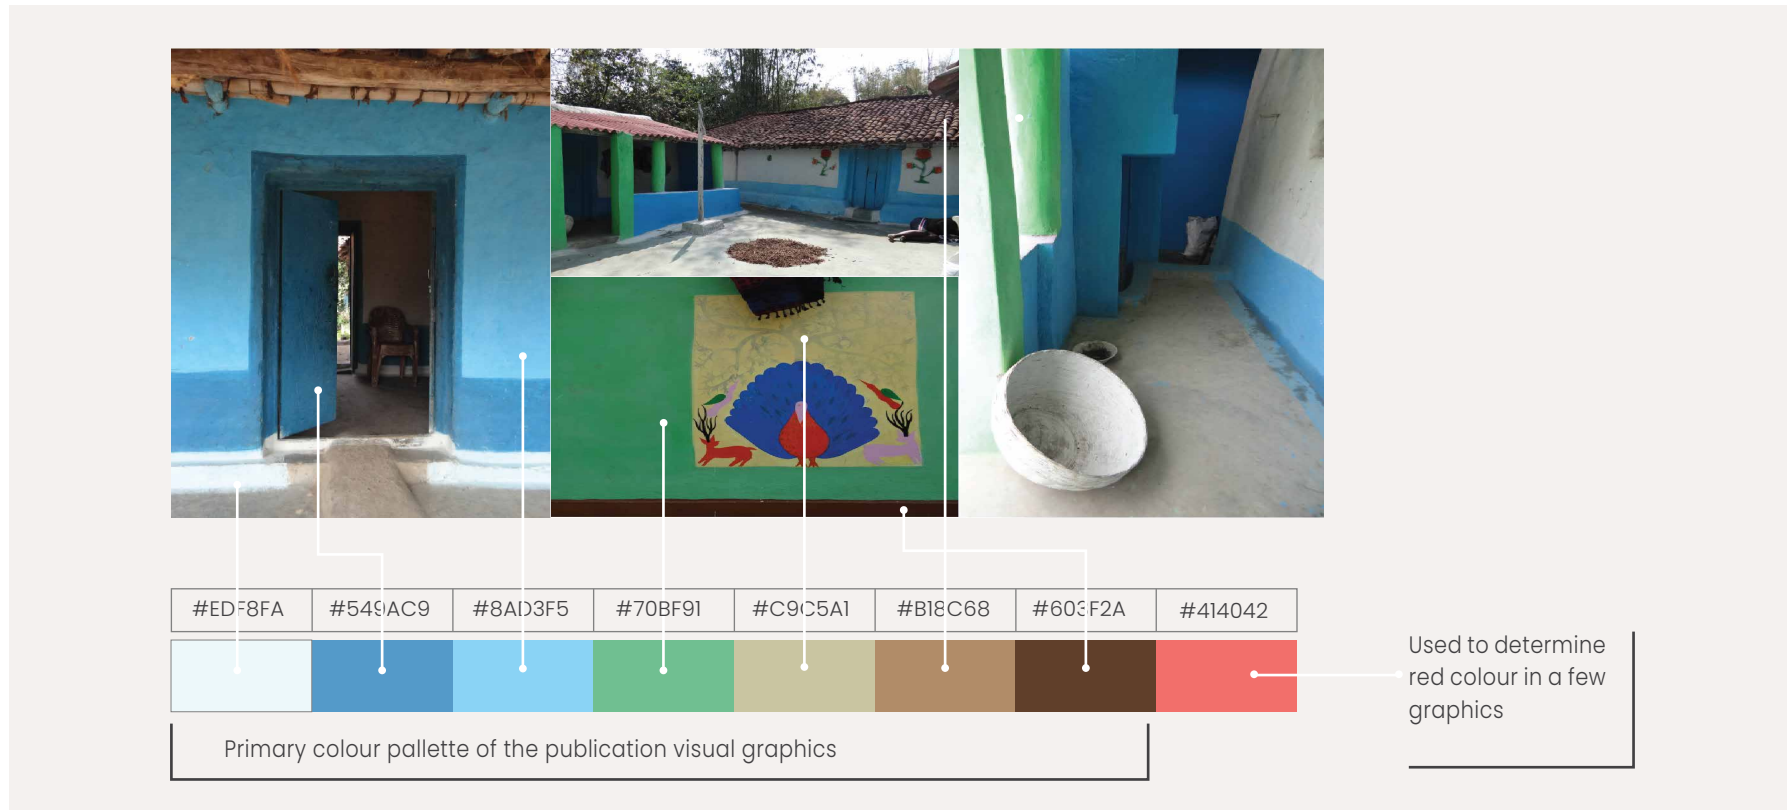 #EDF8FA #549AC9 #8AD3F5 #70BF91 #C9C5A1 #B18C68 #603F2A #414042
Used to determine
red colour in a few
graphics
Primary colour pallette of the publication visual graphics